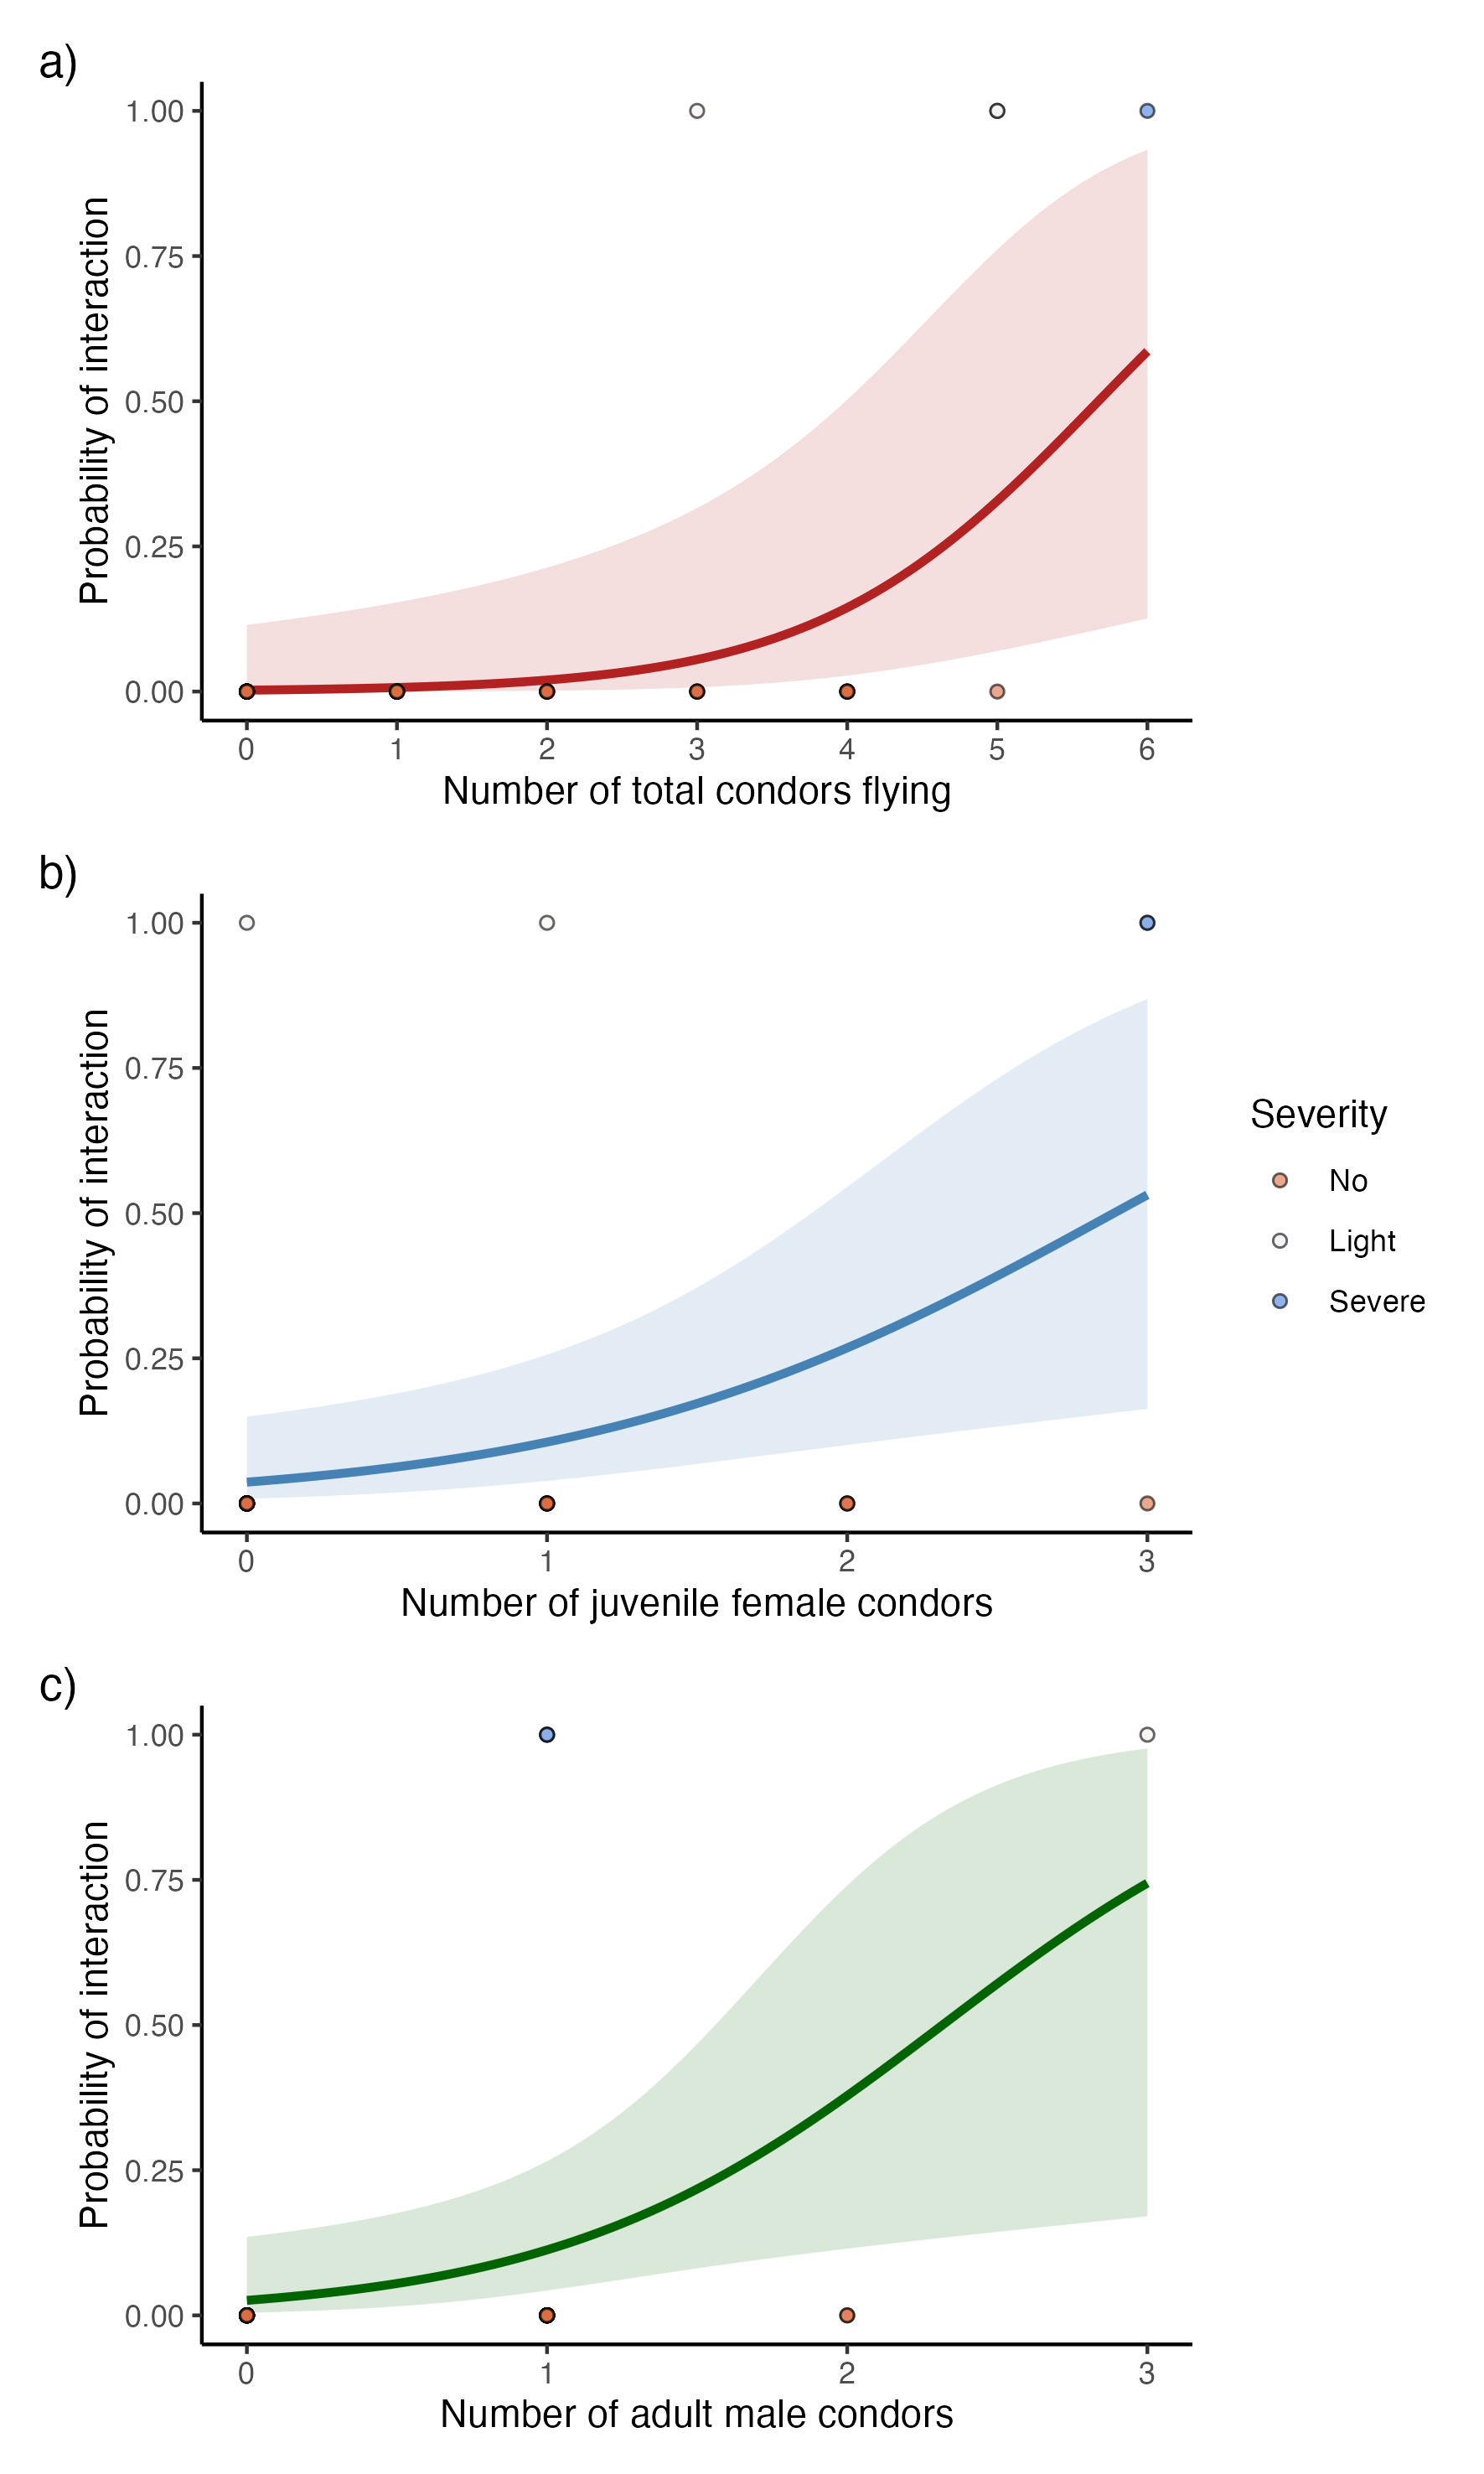 a)
Probability of interaction
1.00
0.75
0.50
0.25
0.00
0 1 2 3 4 5 6
Number of total condors flying
b)
Probability of interaction
1.00
0.75
0.50
0.25
0.00
0 1 2 3
Number of juvenile female condors
Severity
No
Light
Severe
c)
Probability of interaction
1.00
0.75
0.50
0.25
0.00
0 1 2 3
Number of adult male condors